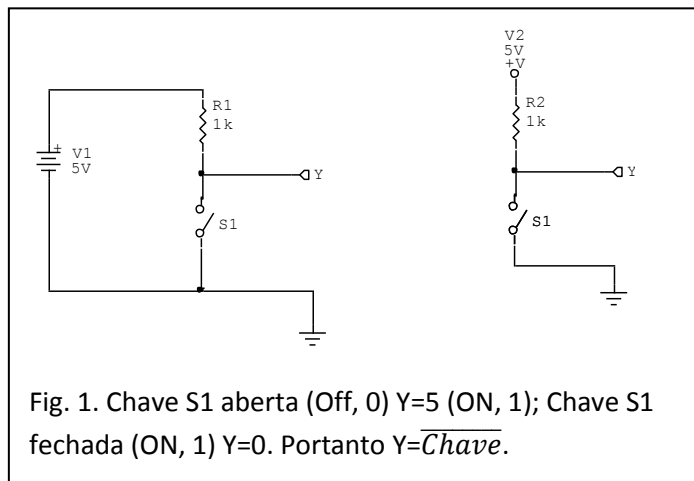 V2
5V
+V
R1
1k
R2
1k
+
V1
5V
Y
Y
S1
S1
Fig. 1. Chave S1 aberta (Off, 0) Y=5 (ON, 1); Chave S1
fechada (ON, 1) Y=0. Portanto Y=\overline{Chave}.